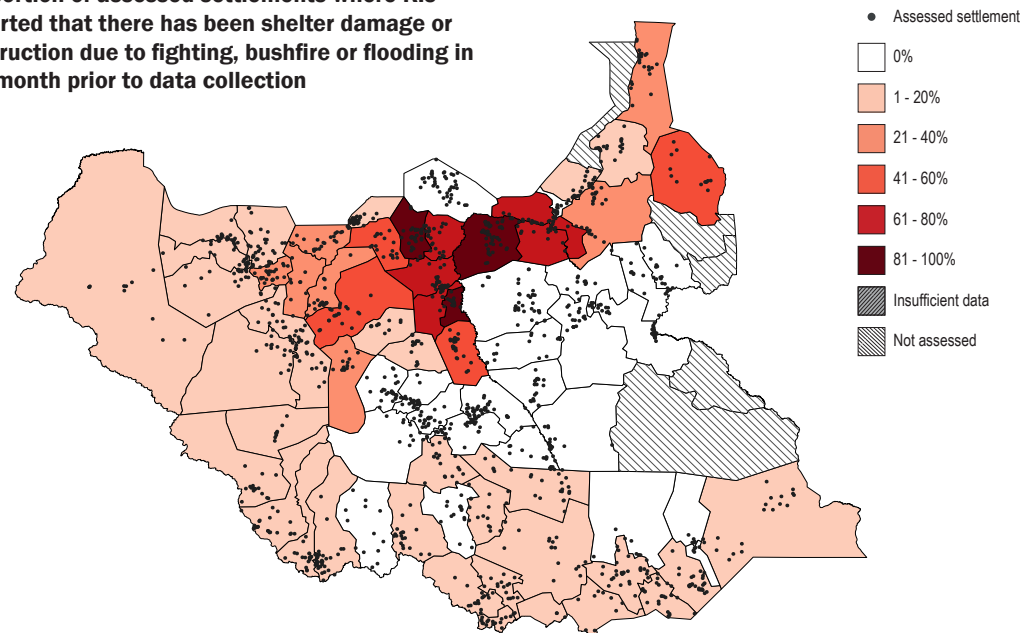 ortion of assessed settlements where KIs
rted that there has been shelter damage or
ruction due to fighting, bushfire or flooding in
month prior to data collection
Assessed settlement
0%
1 - 20%
21 - 40%
41 - 60%
61 - 80%
81 - 100%
Insufficient data
Not assessed